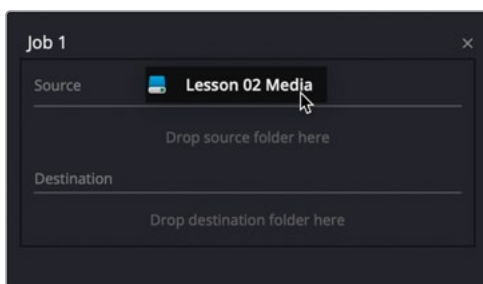 Job 1
Source
Lesson 02 Media
Drop source folder here
Destination
Drop destination folder here